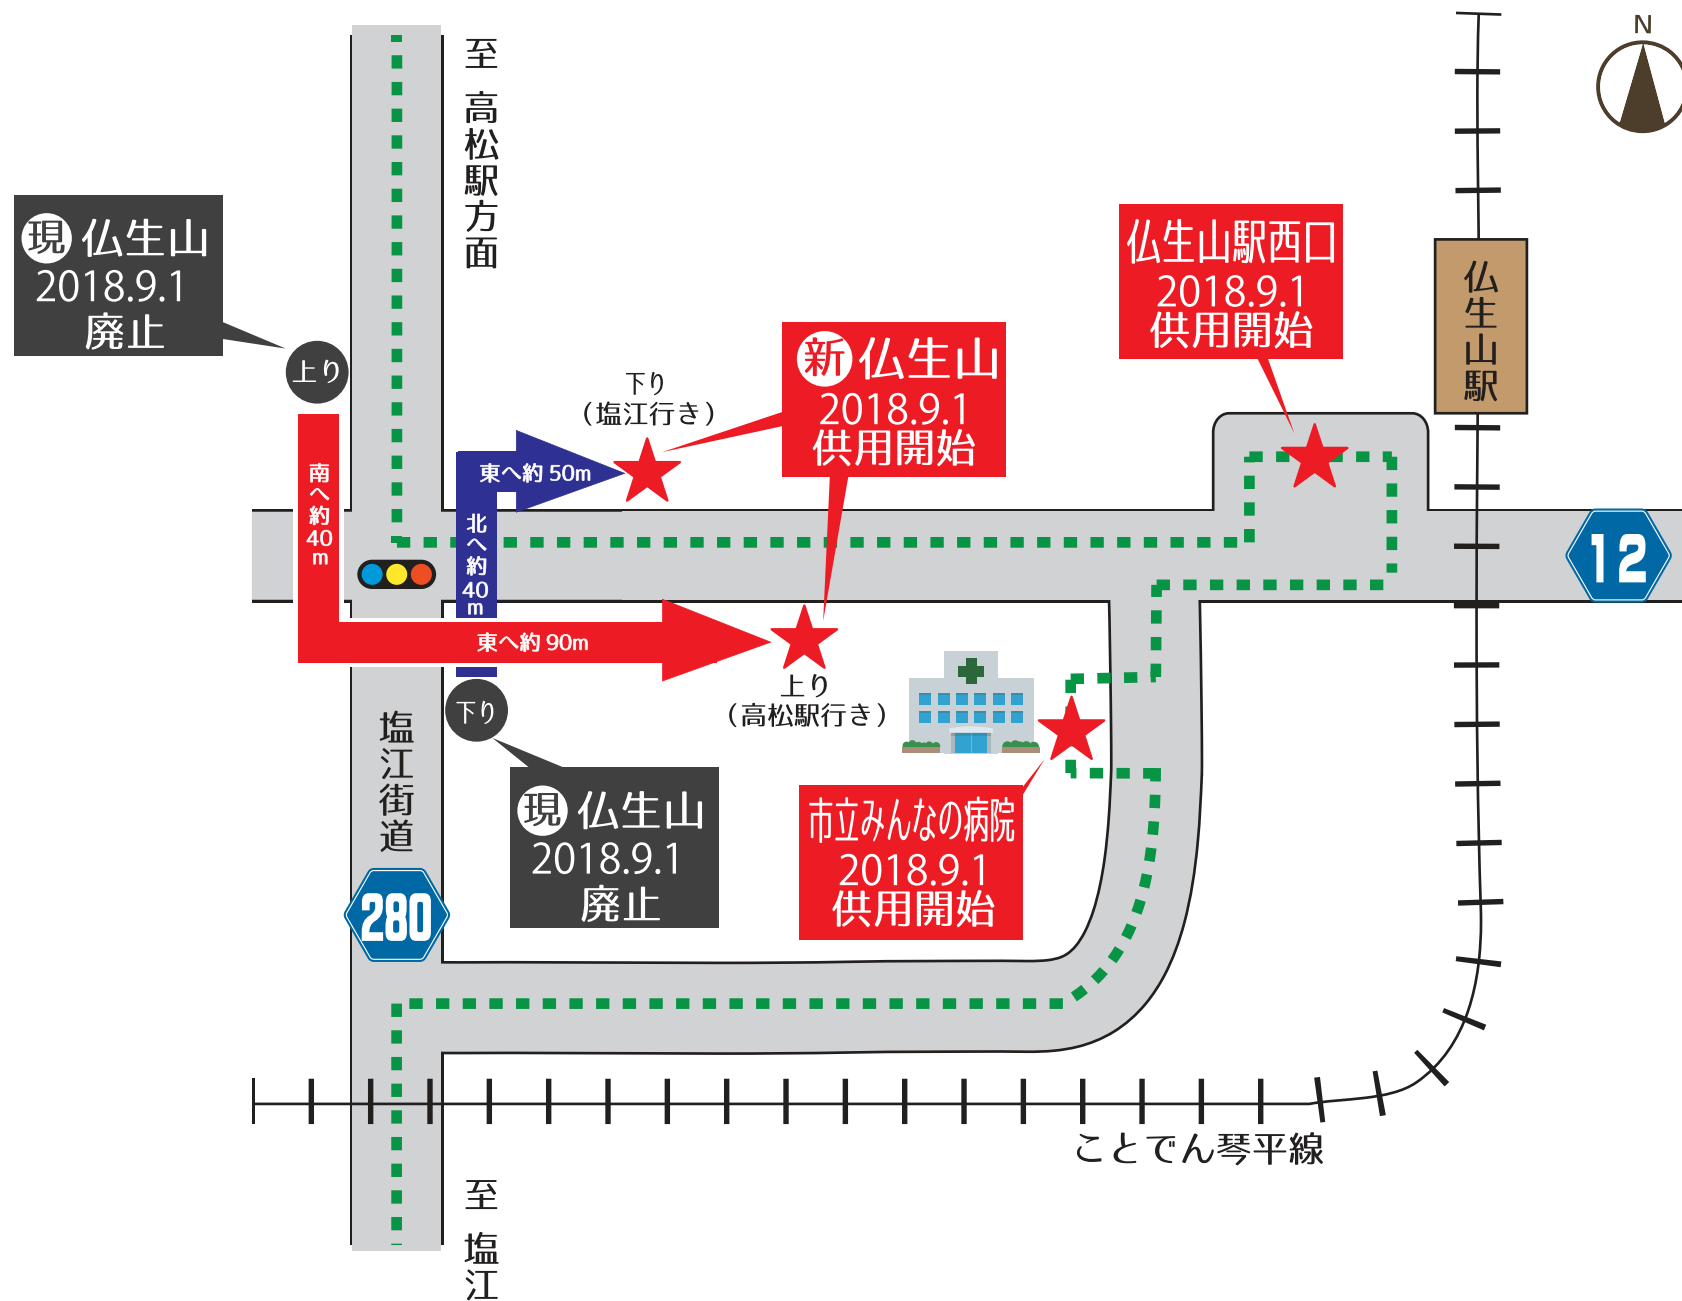 N
至 高松駅方面
現 仏生山
2018.9.1
廃止
上り
仏生山駅西口
2018.9.1
供用開始
仏生山駅
新 仏生山
2018.9.1
供用開始
下り
(塩江行き)
東へ約 50m
南へ約40m
北へ約40m
12
東へ約 90m
上り
(高松駅行き)
下り
塩江街道
現 仏生山
2018.9.1
廃止
市立みんなの病院
2018.9.1
供用開始
280
ことでん琴平線
至 塩江